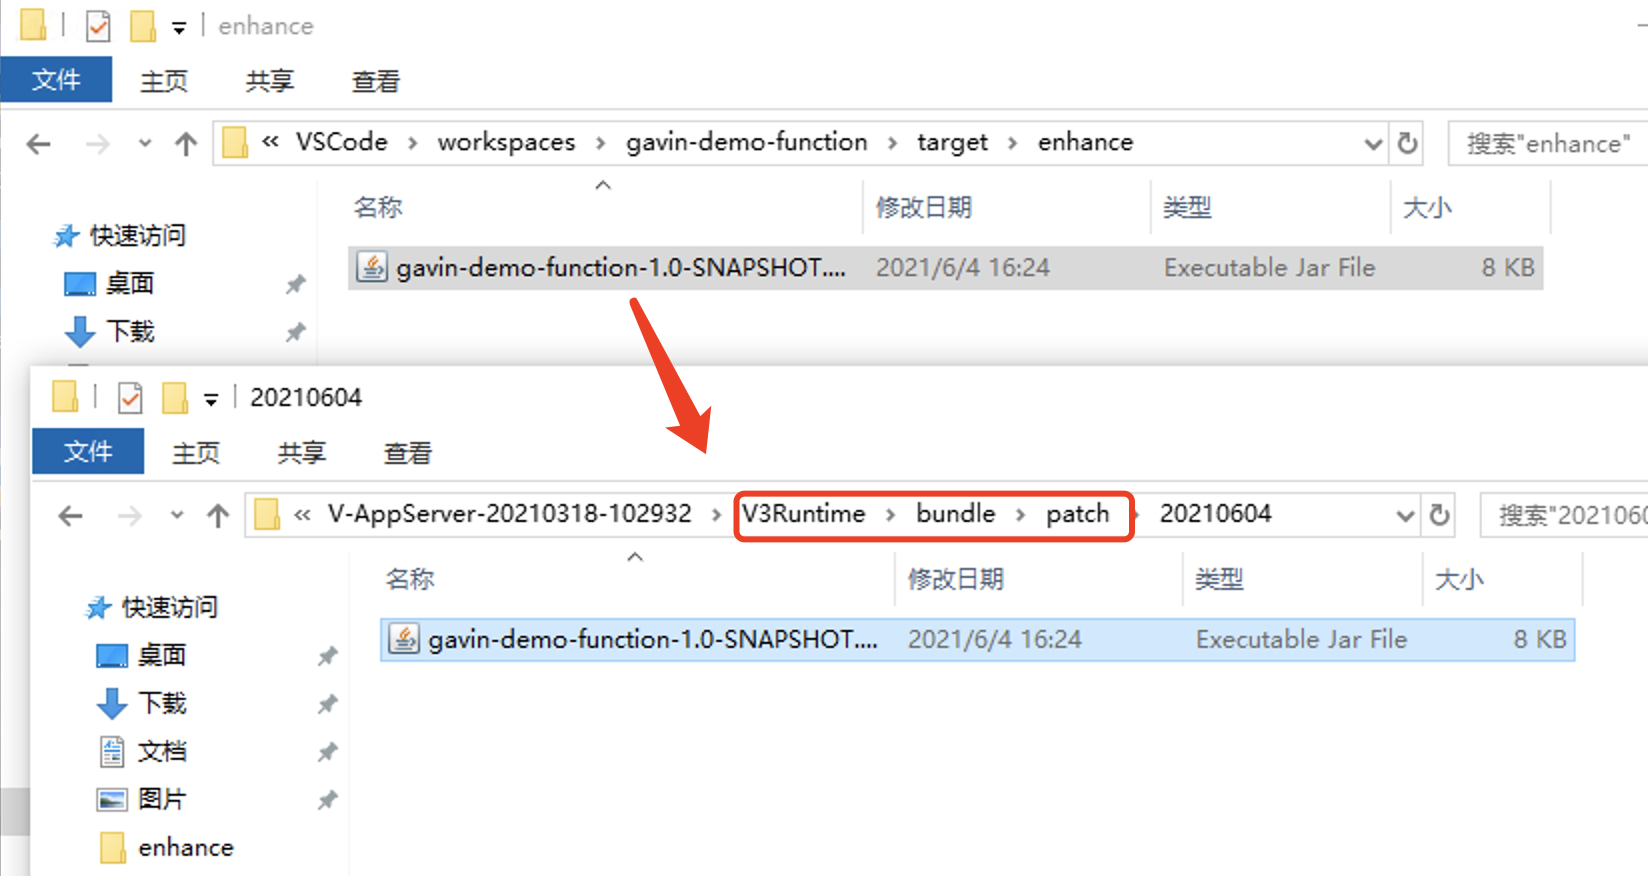 enhance
文件 主页 共享 查看
« VSCode › workspaces › gavin-demo-function › target › enhance 搜索"enhance"
名称 修改日期 类型 大小
快速访问
gavin-demo-function-1.0-SNAPSHOT.... 2021/6/4 16:24 Executable Jar File 8 KB
桌面
下载
20210604
文件 主页 共享 查看
« V-AppServer-20210318-102932 › V3Runtime › bundle › patch › 20210604 搜索"2021060
名称 修改日期 类型 大小
快速访问
gavin-demo-function-1.0-SNAPSHOT.... 2021/6/4 16:24 Executable Jar File 8 KB
桌面
下载
文档
图片
enhance